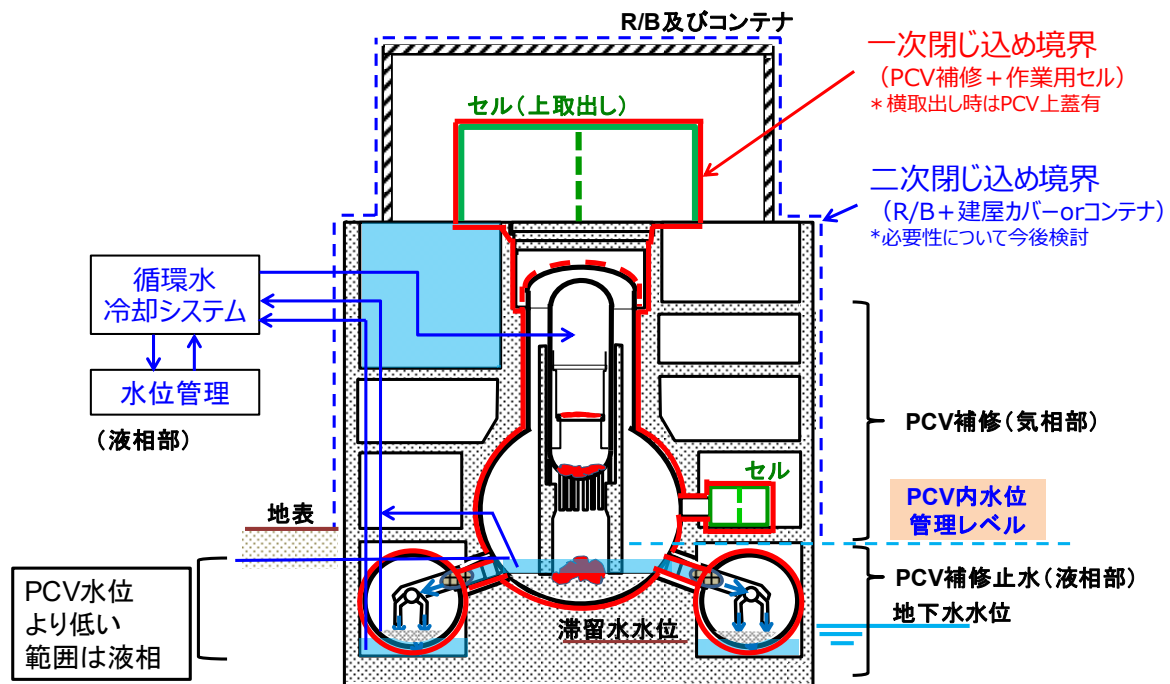 R/B及びコンテナ
一次閉じ込め境界
（PCV補修＋作業用セル）
＊横取出し時はPCV上蓋有
セル（上取出し）
二次閉じ込め境界
（R/B＋建屋カバーorコンテナ）
*必要性について今後検討
循環水
冷却システム
水位管理
（液相部）
PCV補修（気相部）
セル
PCV内水位
管理レベル
地表
PCV水位
より低い
範囲は液相
PCV補修止水（液相部）
地下水水位
滞留水水位